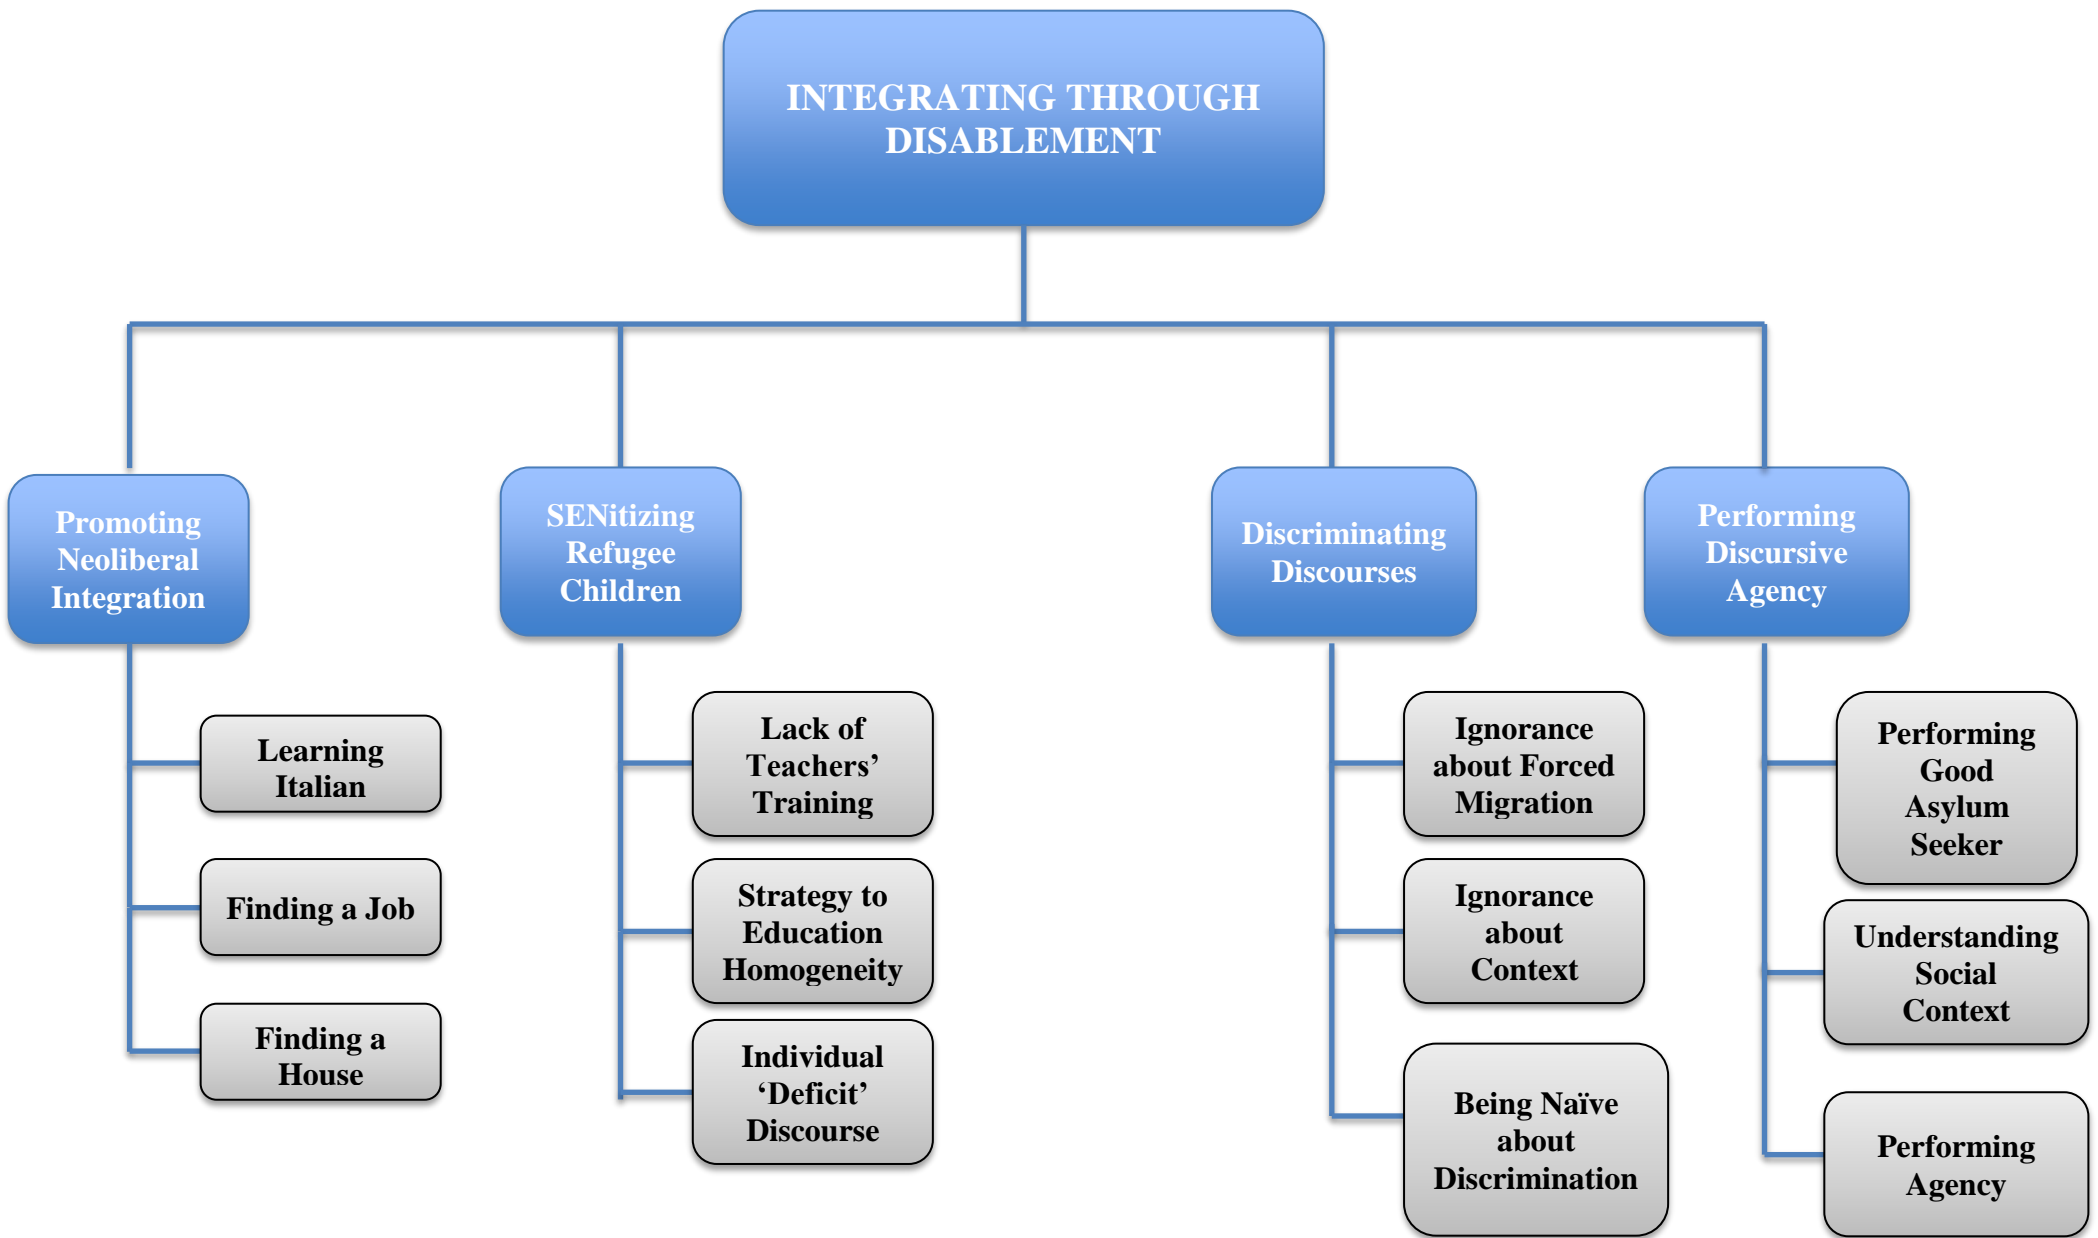 INTEGRATING THROUGH
DISABLEMENT
Promoting
Neoliberal
Integration
SENitizing
Refugee
Children
Discriminating
Discourses
Performing
Discursive
Agency
Learning
Italian
Finding a Job
Finding a
House
Lack of
Teachers’
Training
Strategy to
Education
Homogeneity
Individual
‘Deficit’
Discourse
Ignorance
about Forced
Migration
Ignorance
about
Context
Being Naïve
about
Discrimination
Performing
Good
Asylum
Seeker
Understanding
Social
Context
Performing
Agency